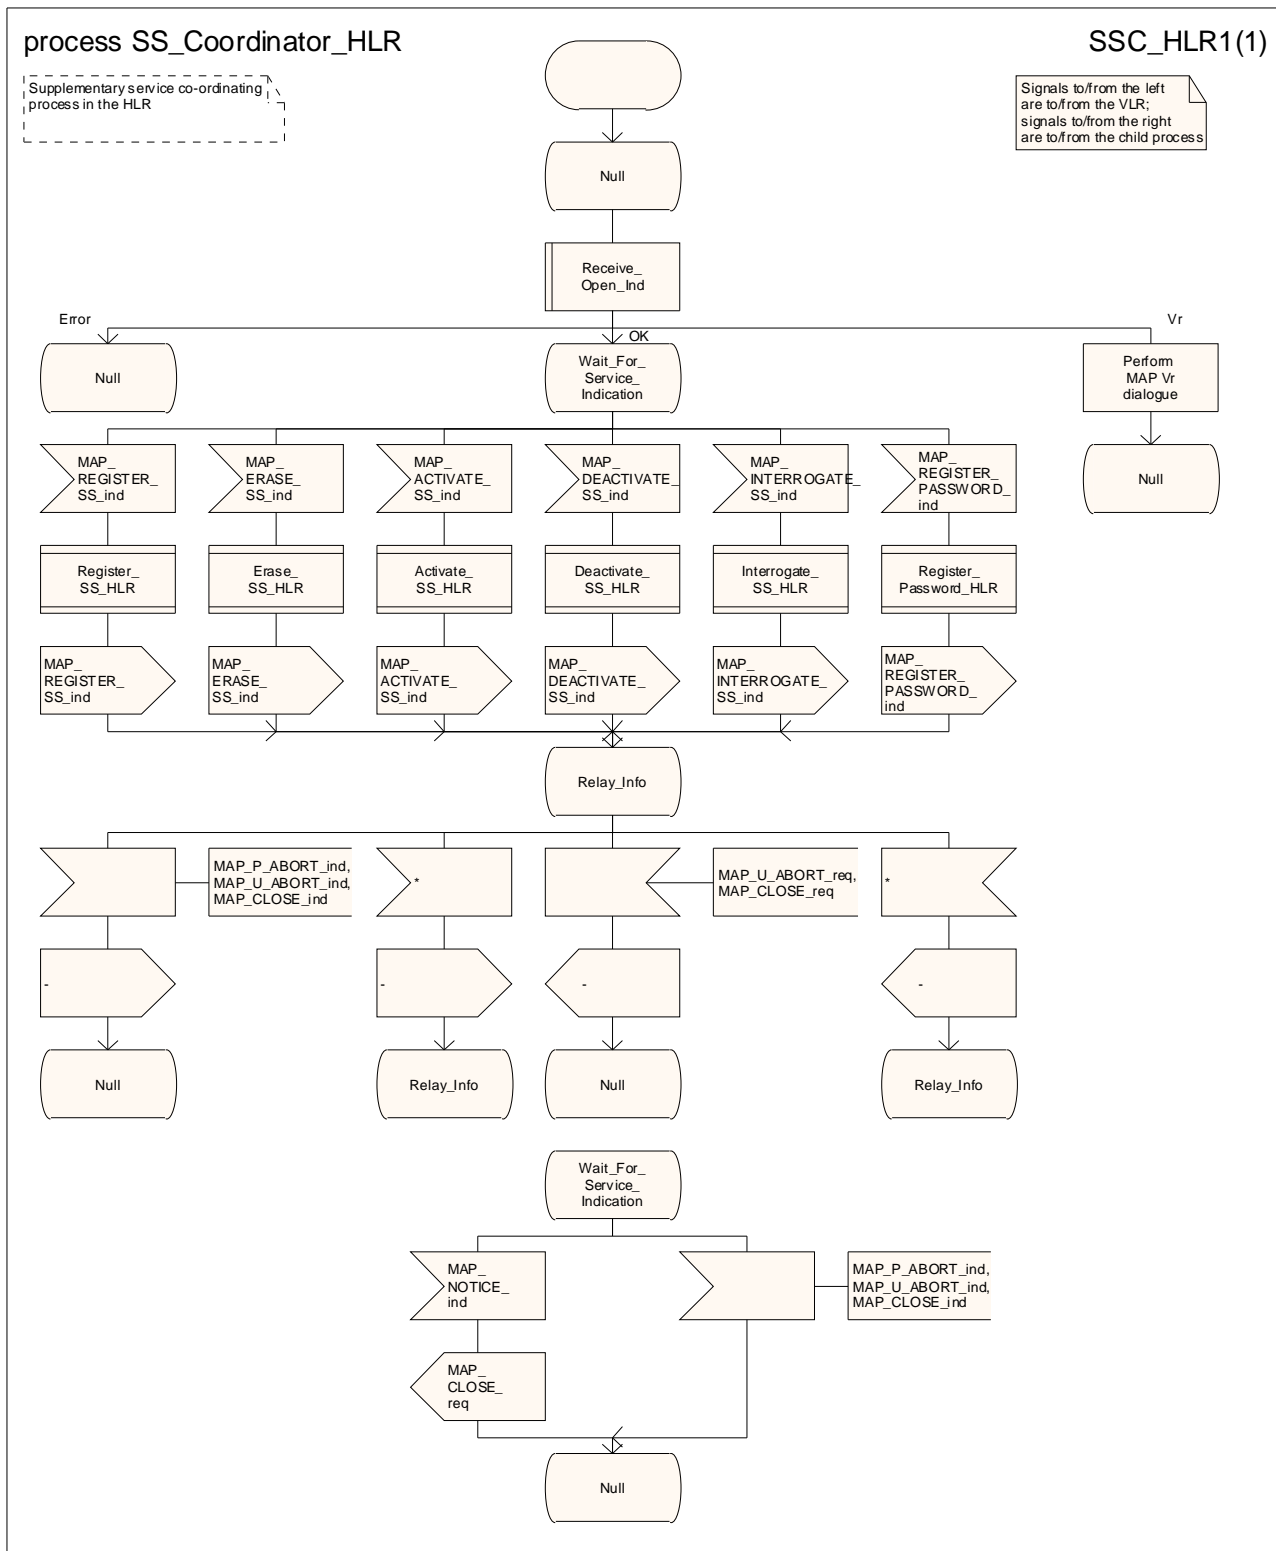 process SS_Coordinator_HLR
SSC_HLR1(1)
Supplementary service co-ordinating
process in the HLR
Signals to/from the left
are to/from the VLR;
signals to/from the right
are to/from the child process
Null
Receive_
Open_Ind
Error
OK
Vr
Null
Wait_For_
Service_
Indication
Perform
MAP Vr
dialogue
MAP_
REGISTER_
SS_ind
MAP_
ERASE_
SS_ind
MAP_
ACTIVATE_
SS_ind
MAP_
DEACTIVATE_
SS_ind
MAP_
INTERROGATE_
SS_ind
MAP_
REGISTER_
PASSWORD_
ind
Null
Register_
SS_HLR
Erase_
SS_HLR
Activate_
SS_HLR
Deactivate_
SS_HLR
Interrogate_
SS_HLR
Register_
Password_HLR
MAP_
REGISTER_
SS_ind
MAP_
ERASE_
SS_ind
MAP_
ACTIVATE_
SS_ind
MAP_
DEACTIVATE_
SS_ind
MAP_
INTERROGATE_
SS_ind
MAP_
REGISTER_
PASSWORD_
ind
Relay_Info
MAP_P_ABORT_ind,
MAP_U_ABORT_ind,
MAP_CLOSE_ind
*
MAP_U_ABORT_req,
MAP_CLOSE_req
*
-
-
-
-
Null
Relay_Info
Null
Relay_Info
Wait_For_
Service_
Indication
MAP_
NOTICE_
ind
MAP_P_ABORT_ind,
MAP_U_ABORT_ind,
MAP_CLOSE_ind
MAP_
CLOSE_
req
Null